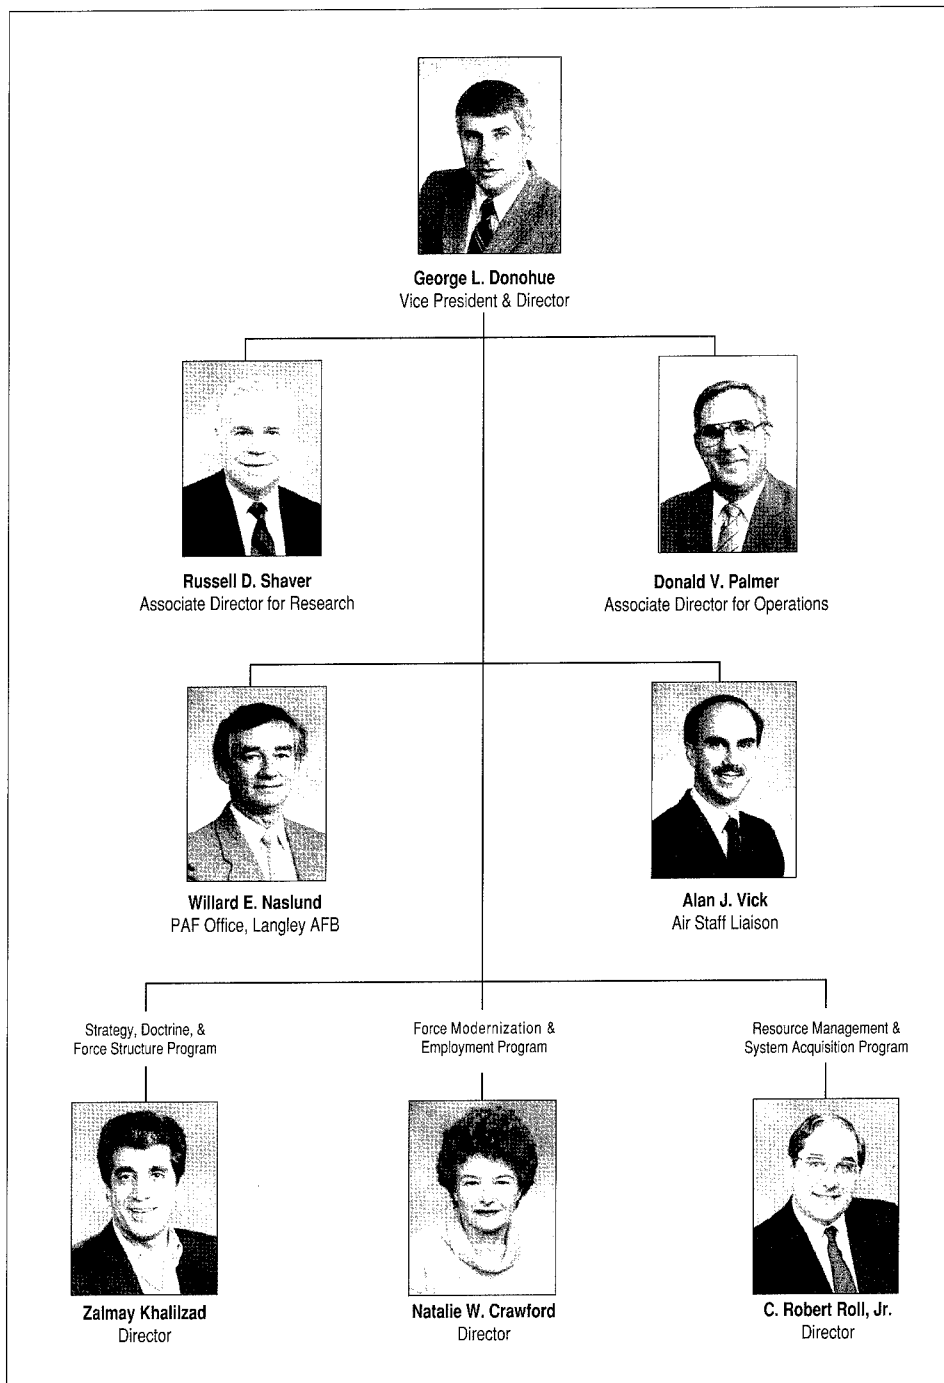 George L. Donohue
Vice President & Director
Russell D. Shaver
Associate Director for Research
Donald V. Palmer
Associate Director for Operations
Willard E. Naslund
PAF Office, Langley AFB
Alan J. Vick
Air Staff Liaison
Strategy, Doctrine, &
Force Structure Program
Force Modernization &
Employment Program
Resource Management &
System Acquisition Program
Zalmay Khalilzad
Director
Natalie W. Crawford
Director
C. Robert Roll, Jr.
Director